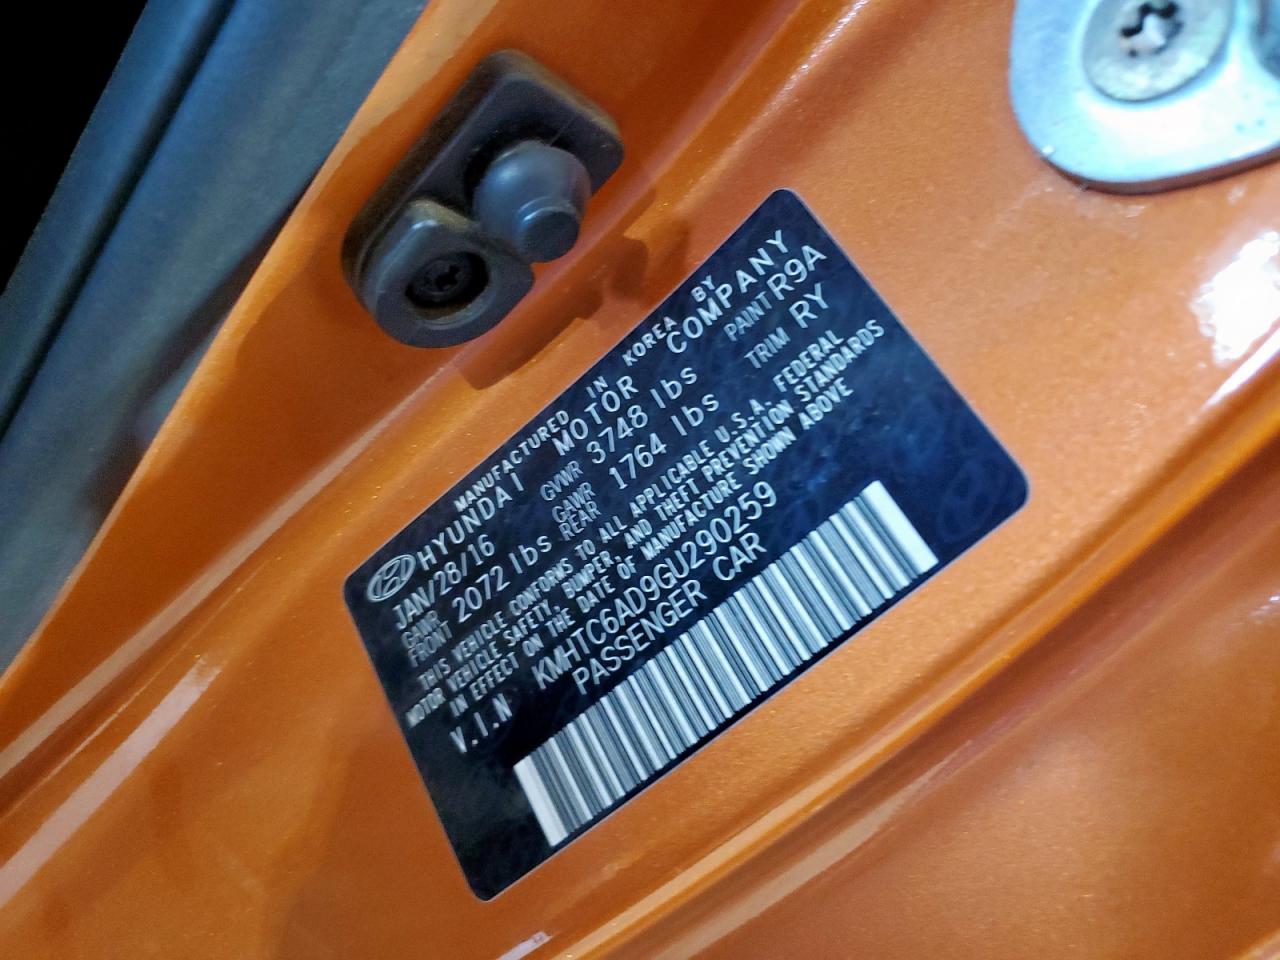 MANUFACTURED IN KOREA BY
HYUNDAI MOTOR COMPANY
JAN/28/16 GVWR 3748 lbs PAINT R9A
GAWR FRONT 2072 lbs GAWR REAR 1764 lbs TRIM RY
THIS VEHICLE CONFORMS TO ALL APPLICABLE U.S.A. FEDERAL
MOTOR VEHICLE SAFETY, BUMPER, AND THEFT PREVENTION STANDARDS
IN EFFECT ON THE DATE OF MANUFACTURE SHOWN ABOVE
V.I.N KMHTC6AD9GU290259
PASSENGER CAR